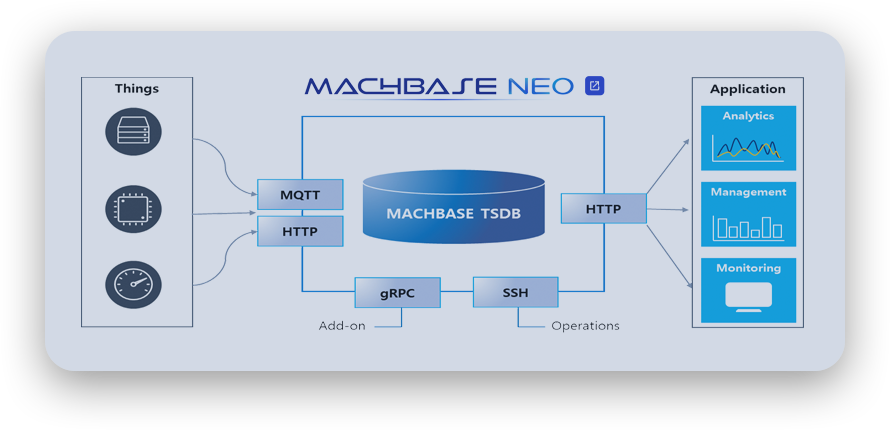 Things
MACHBASE NEO
Application
Analytics
MQTT
Management
MACHBASE TSDB
HTTP
HTTP
Monitoring
gRPC
SSH
Add-on
Operations